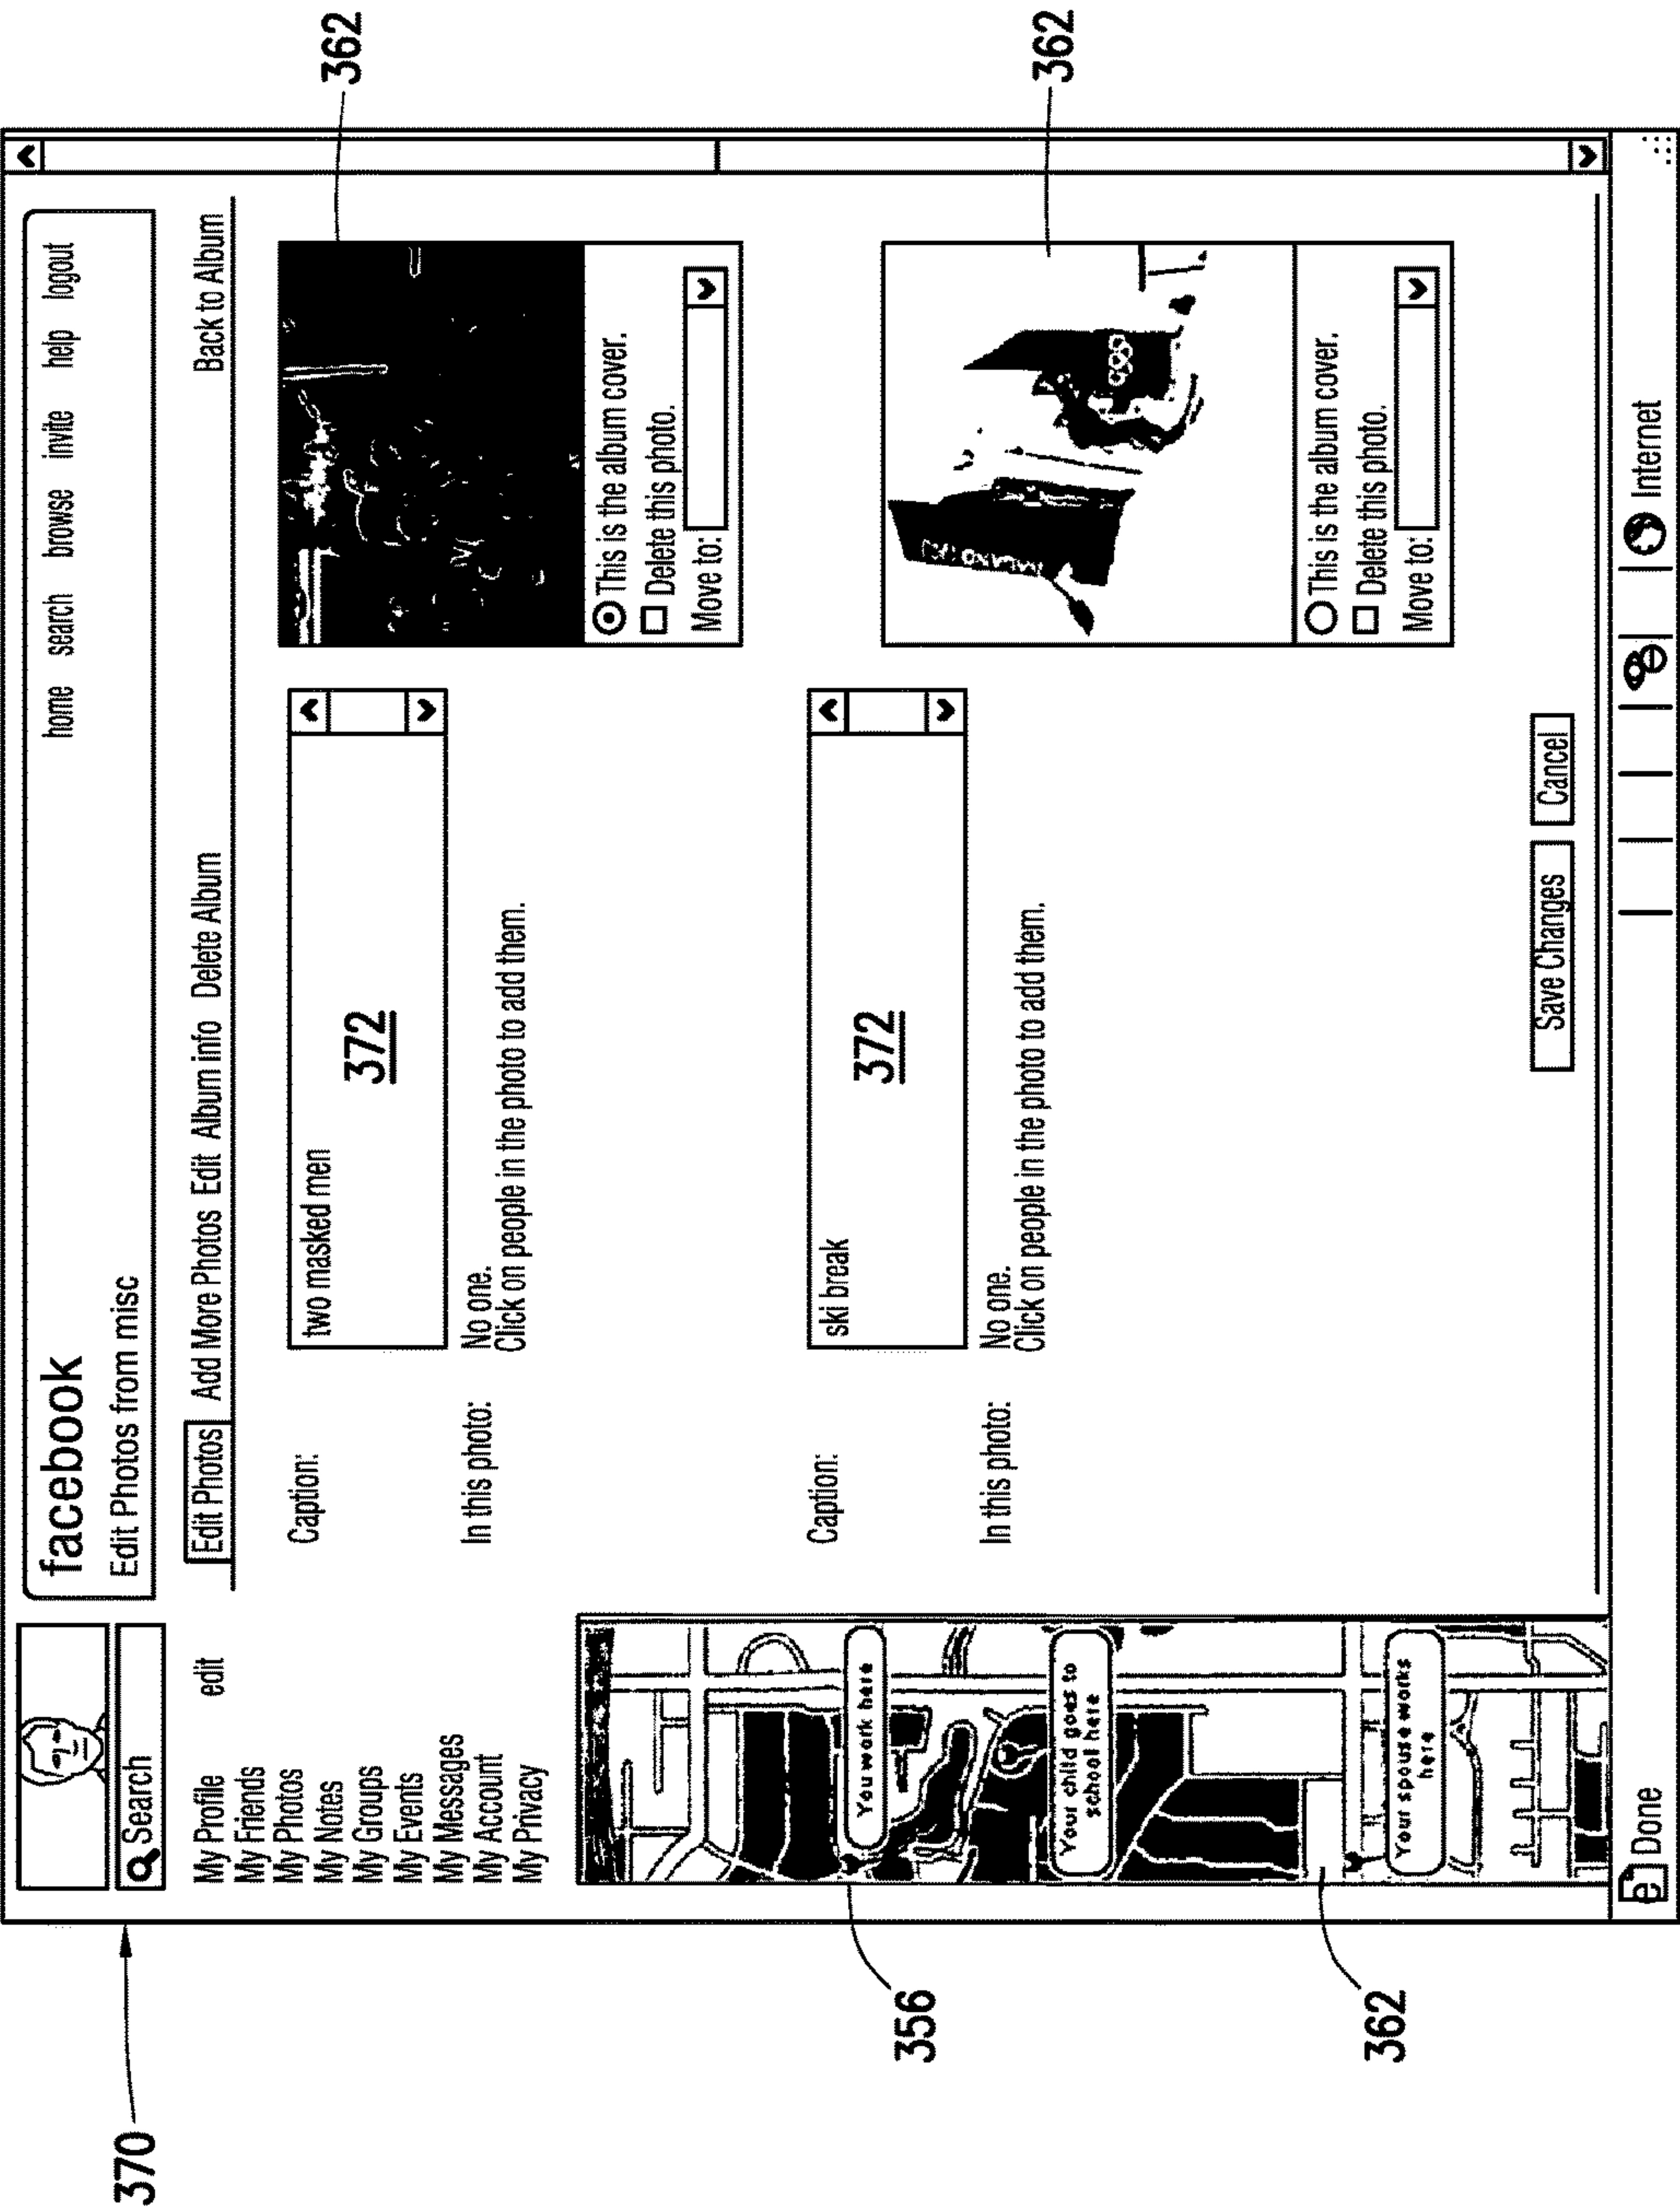 370
Search
My Profile edit
My Friends
My Photos
My Notes
My Groups
My Events
My Messages
My Account
My Privacy
356
You work here
Your child goes to
school here
362
Your spouse works
here
facebook
home search browse invite help logout
Edit Photos from misc
Edit Photos Add More Photos Edit Album info Delete Album Back to Album
Caption:
two masked men
372
In this photo:
No one.
Click on people in the photo to add them.
362
This is the album cover.
Delete this photo.
Move to:
Caption:
ski break
372
In this photo:
No one.
Click on people in the photo to add them.
362
This is the album cover.
Delete this photo.
Move to:
Save Changes Cancel
Done
Internet